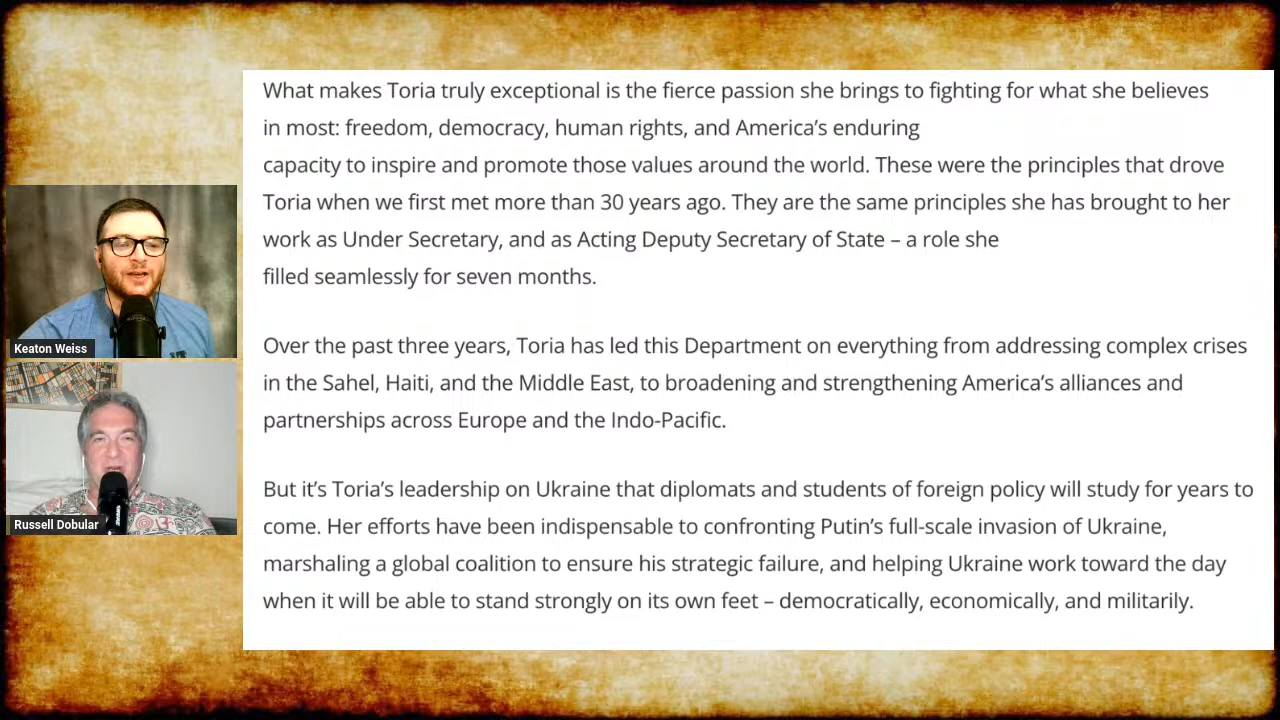 What makes Toria truly exceptional is the fierce passion she brings to fighting for what she believes
in most: freedom, democracy, human rights, and America's enduring
capacity to inspire and promote those values around the world. These were the principles that drove
Toria when we first met more than 30 years ago. They are the same principles she has brought to her
work as Under Secretary, and as Acting Deputy Secretary of State – a role she
filled seamlessly for seven months.
Over the past three years, Toria has led this Department on everything from addressing complex crises
in the Sahel, Haiti, and the Middle East, to broadening and strengthening America's alliances and
partnerships across Europe and the Indo-Pacific.
But it's Toria's leadership on Ukraine that diplomats and students of foreign policy will study for years to
come. Her efforts have been indispensable to confronting Putin's full-scale invasion of Ukraine,
marshaling a global coalition to ensure his strategic failure, and helping Ukraine work toward the day
when it will be able to stand strongly on its own feet – democratically, economically, and militarily.
Keaton Weiss
Russell Dobular